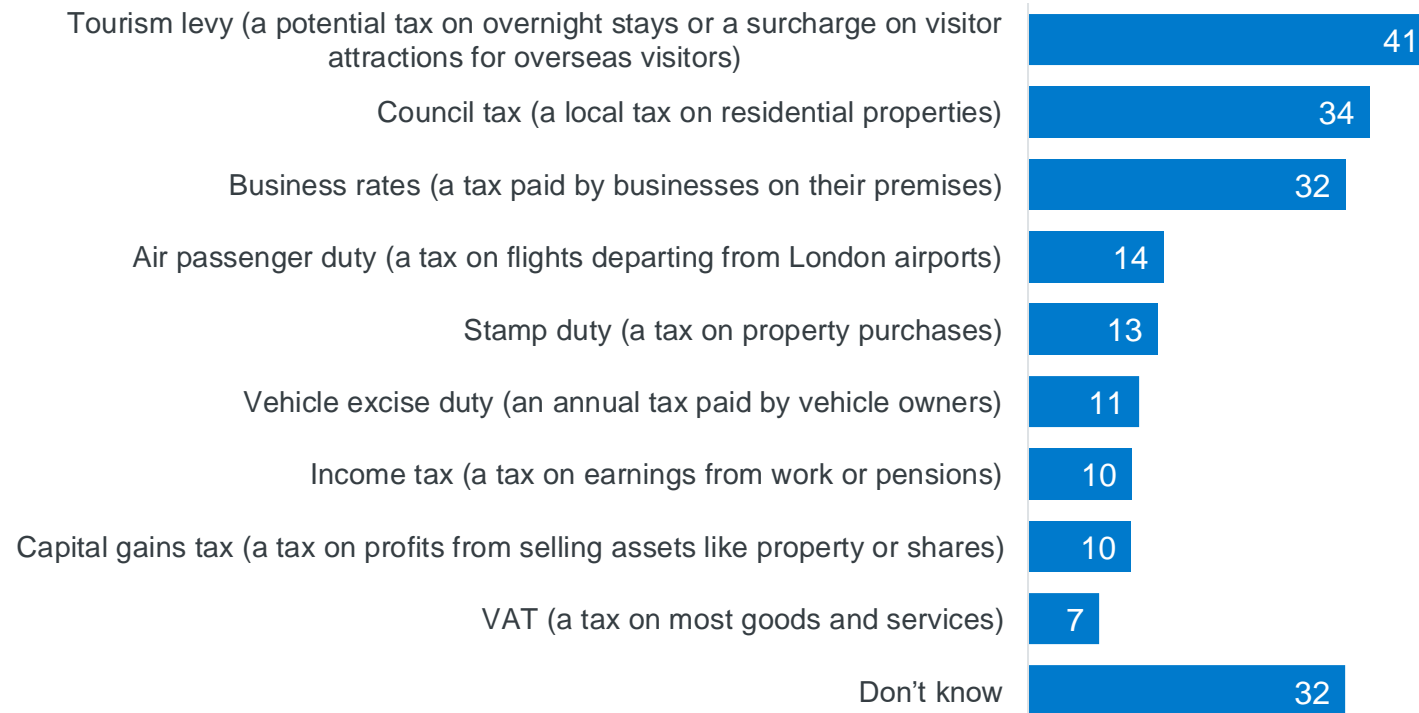 Tourism levy (a potential tax on overnight stays or a surcharge on visitor
attractions for overseas visitors)
41
Council tax (a local tax on residential properties)
34
Business rates (a tax paid by businesses on their premises)
32
Air passenger duty (a tax on flights departing from London airports)
14
Stamp duty (a tax on property purchases)
13
Vehicle excise duty (an annual tax paid by vehicle owners)
11
Income tax (a tax on earnings from work or pensions)
10
Capital gains tax (a tax on profits from selling assets like property or shares)
10
VAT (a tax on most goods and services)
7
Don’t know
32